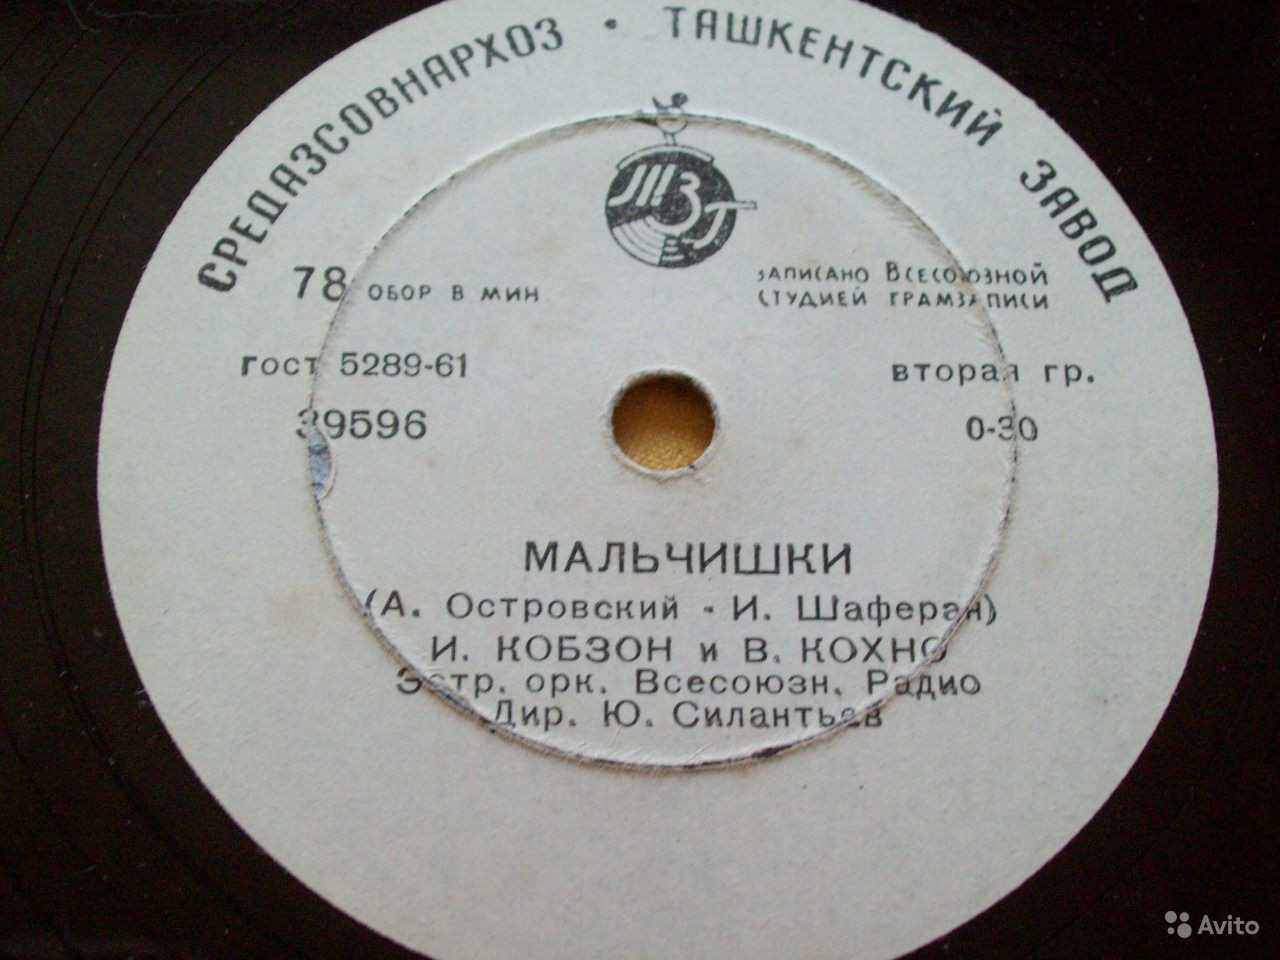 СРЕДАЗСОВНАРХОЗ • ТАШКЕНТСКИЙ ЗАВОД
ТЗГ
78 ОБОР В МИН
ЗАПИСАНО ВСЕСОЮЗНОЙ
СТУДИЕЙ ГРАМЗАПИСИ
ГОСТ 5289-61
вторая гр.
39596
0-30
МАЛЬЧИШКИ
(А. Островский - И. Шаферан)
И. КОБЗОН и В. КОХНО
Эстр. орк. Всесоюзн. Радио
Дир. Ю. Силантьев
Avito